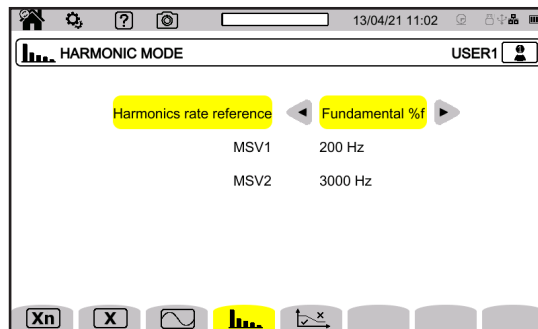 13/04/21 11:02
HARMONIC MODE USER1
Harmonics rate reference Fundamental %f
MSV1 200 Hz
MSV2 3000 Hz
Xn X